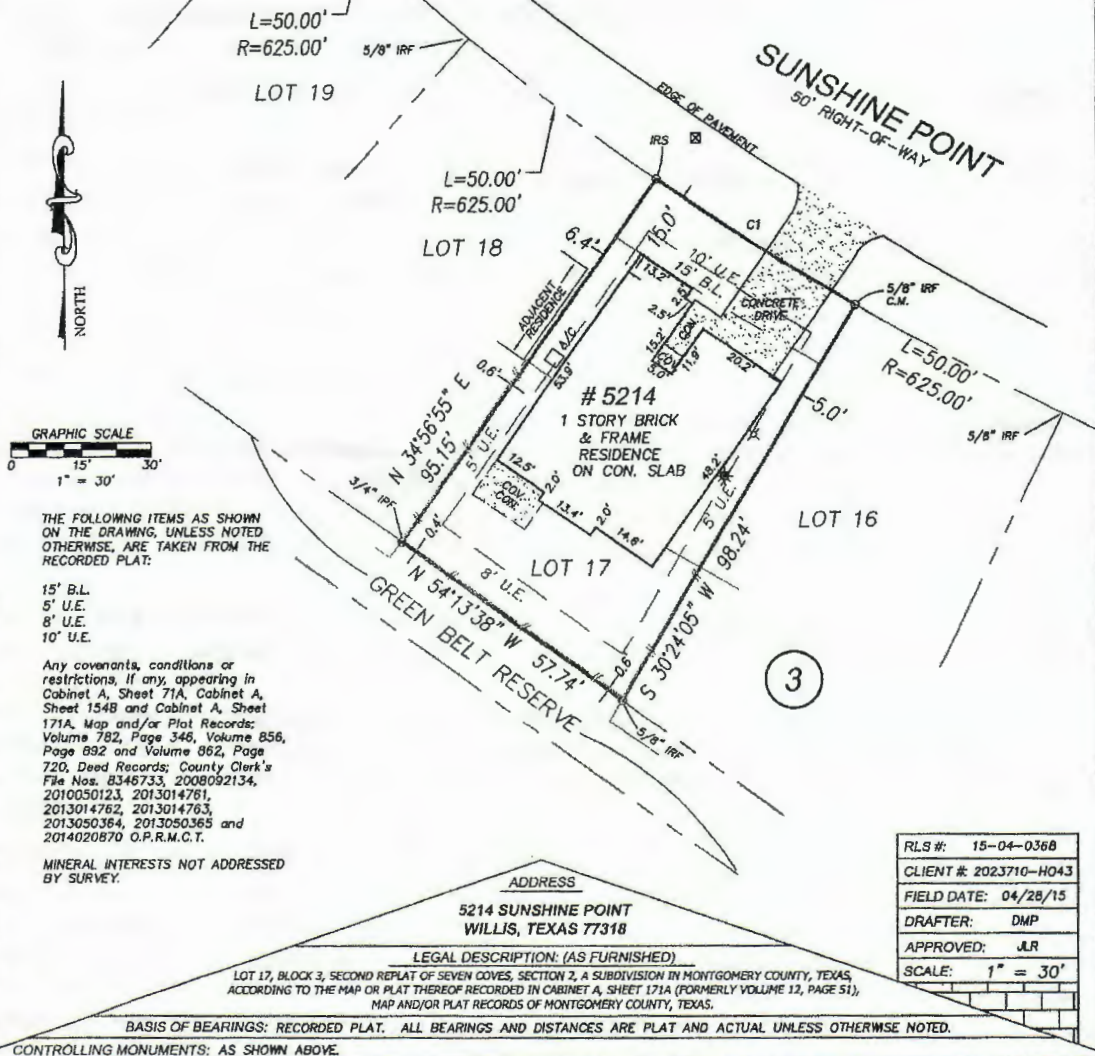 L=50.00'
R=625.00'
5/8" IRF
LOT 19
SUNSHINE POINT
50' RIGHT-OF-WAY
EDGE OF PAVEMENT
IRS
L=50.00'
R=625.00'
LOT 18
C1
6.4'
15.0'
10' U.E.
15' B.L.
13.2'
2.5'
2.5'
CONCRETE
DRIVE
5/8" IRF
C.M.
L=50.00'
R=625.00'
5/8" IRF
NORTH
ADJACENT
RESIDENCE
A/C
53.9'
0.6'
15.2'
CON.
COV.
5.0'
11.9'
20.2'
5.0'
# 5214
1 STORY BRICK
& FRAME
RESIDENCE
ON CON. SLAB
N 34°56'55" E
95.15'
5' U.E.
12.5'
COV.
CON.
2.0'
13.4'
2.0'
14.6'
48.2'
5' U.E.
LOT 16
S 30°24'05" W 98.24'
3/4" IPF
0.4'
8' U.E.
LOT 17
N 54°13'38" W 57.74'
GREEN BELT RESERVE
0.6'
5/8" IRF
3
GRAPHIC SCALE
0 15' 30'
1" = 30'
THE FOLLOWING ITEMS AS SHOWN
ON THE DRAWING, UNLESS NOTED
OTHERWISE, ARE TAKEN FROM THE
RECORDED PLAT:
15' B.L.
5' U.E.
8' U.E.
10' U.E.
Any covenants, conditions or
restrictions, if any, appearing in
Cabinet A, Sheet 71A, Cabinet A,
Sheet 154B and Cabinet A, Sheet
171A, Map and/or Plat Records;
Volume 782, Page 346, Volume 856,
Page 892 and Volume 862, Page
720, Deed Records; County Clerk's
File Nos. 8346733, 2008092134,
2010050123, 2013014761,
2013014762, 2013014763,
2013050364, 2013050365 and
2014020870 O.P.R.M.C.T.
MINERAL INTERESTS NOT ADDRESSED
BY SURVEY.
RLS #: 15-04-0368
CLIENT #: 2023710-HO43
FIELD DATE: 04/28/15
DRAFTER: DMP
APPROVED: JLR
SCALE: 1" = 30'
ADDRESS
5214 SUNSHINE POINT
WILLIS, TEXAS 77318
LEGAL DESCRIPTION: (AS FURNISHED)
LOT 17, BLOCK 3, SECOND REPLAT OF SEVEN COVES, SECTION 2, A SUBDIVISION IN MONTGOMERY COUNTY, TEXAS,
ACCORDING TO THE MAP OR PLAT THEREOF RECORDED IN CABINET A, SHEET 171A (FORMERLY VOLUME 12, PAGE 51),
MAP AND/OR PLAT RECORDS OF MONTGOMERY COUNTY, TEXAS.
BASIS OF BEARINGS: RECORDED PLAT. ALL BEARINGS AND DISTANCES ARE PLAT AND ACTUAL UNLESS OTHERWISE NOTED.
CONTROLLING MONUMENTS: AS SHOWN ABOVE.